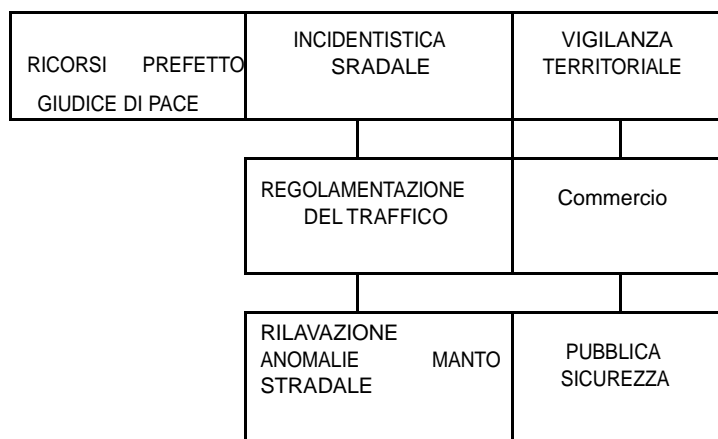 RICORSI PREFETTO
GIUDICE DI PACE
INCIDENTISTICA
SRADALE
VIGILANZA
TERRITORIALE
REGOLAMENTAZIONE
DEL TRAFFICO
Commercio
RILAVAZIONE
ANOMALIE MANTO
STRADALE
PUBBLICA
SICUREZZA